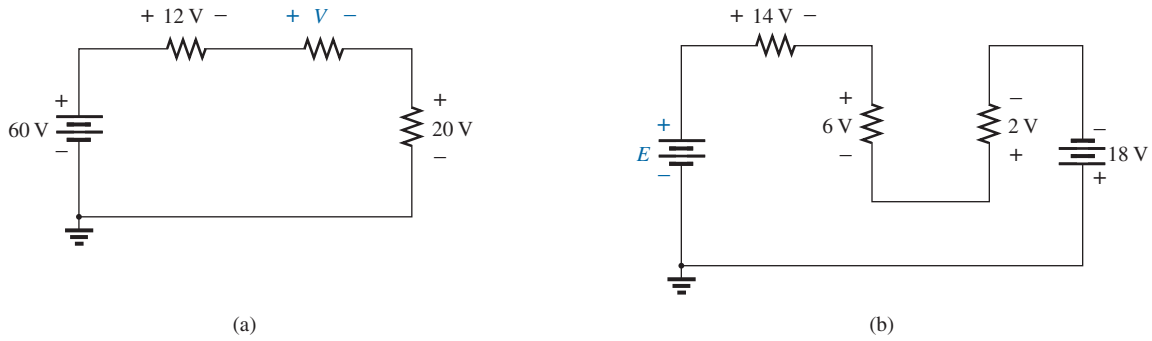 + 12 V − + V −
+
60 V
−
+
20 V
−
(a)
+ 14 V −
+
E
−
+
6 V
−
−
2 V
+
−
18 V
+
(b)